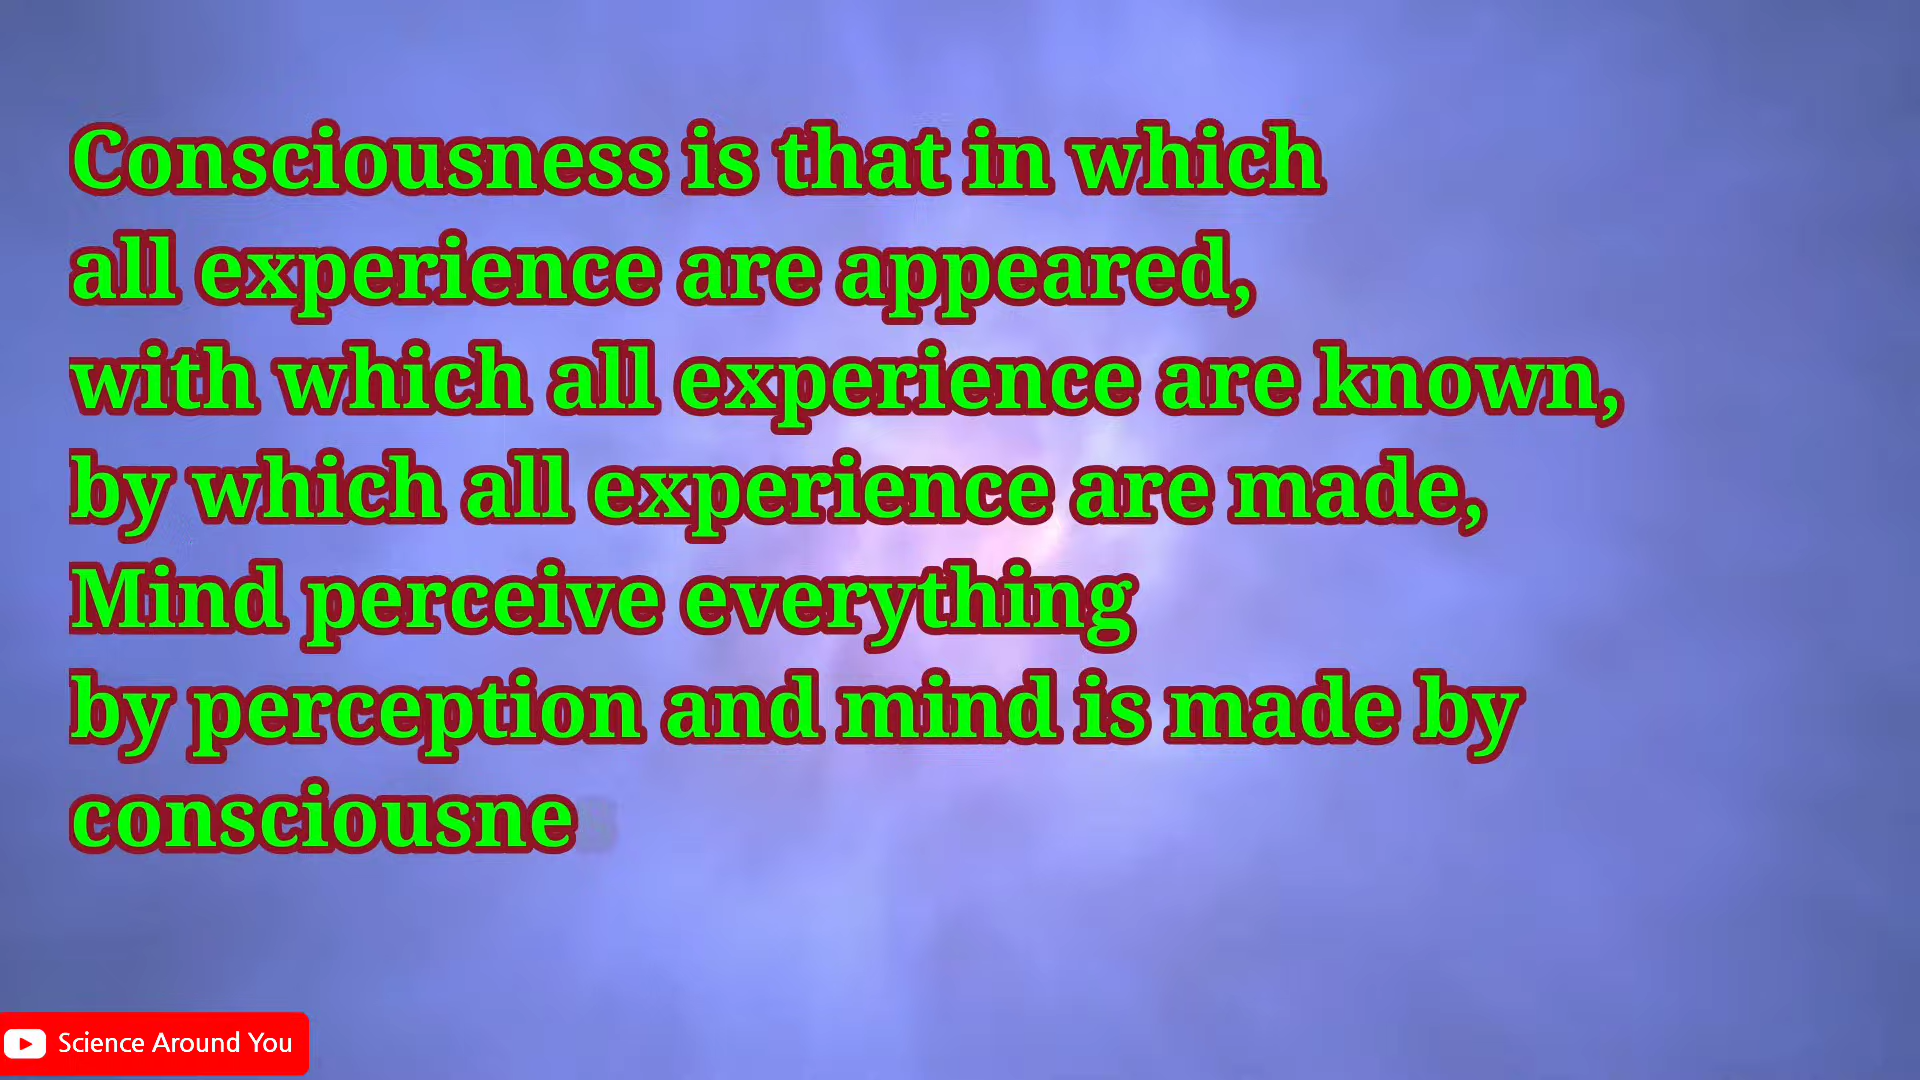 Consciousness is that in which
all experience are appeared,
with which all experience are known,
by which all experience are made,
Mind perceive everything
by perception and mind is made by
consciousne
Science Around You